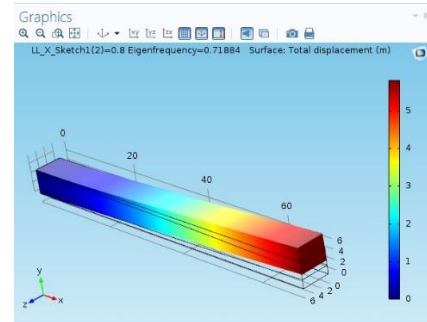 Graphics
LL_X_Sketch1(2)=0.8 Eigenfrequency=0.71884 Surface: Total displacement (m)
0
20
40
60
6
4
2
0
6 4 2 0
5
4
3
2
1
0
y
z x